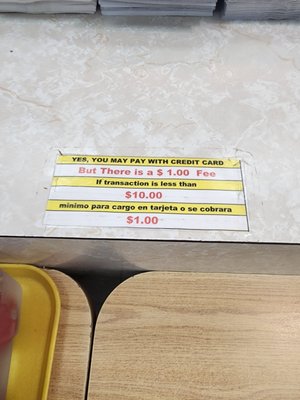 YES, YOU MAY PAY WITH CREDIT CARD
But There is a $ 1.00 Fee
If transaction is less than
$10.00
minimo para cargo en tarjeta o se cobrara
$1.00